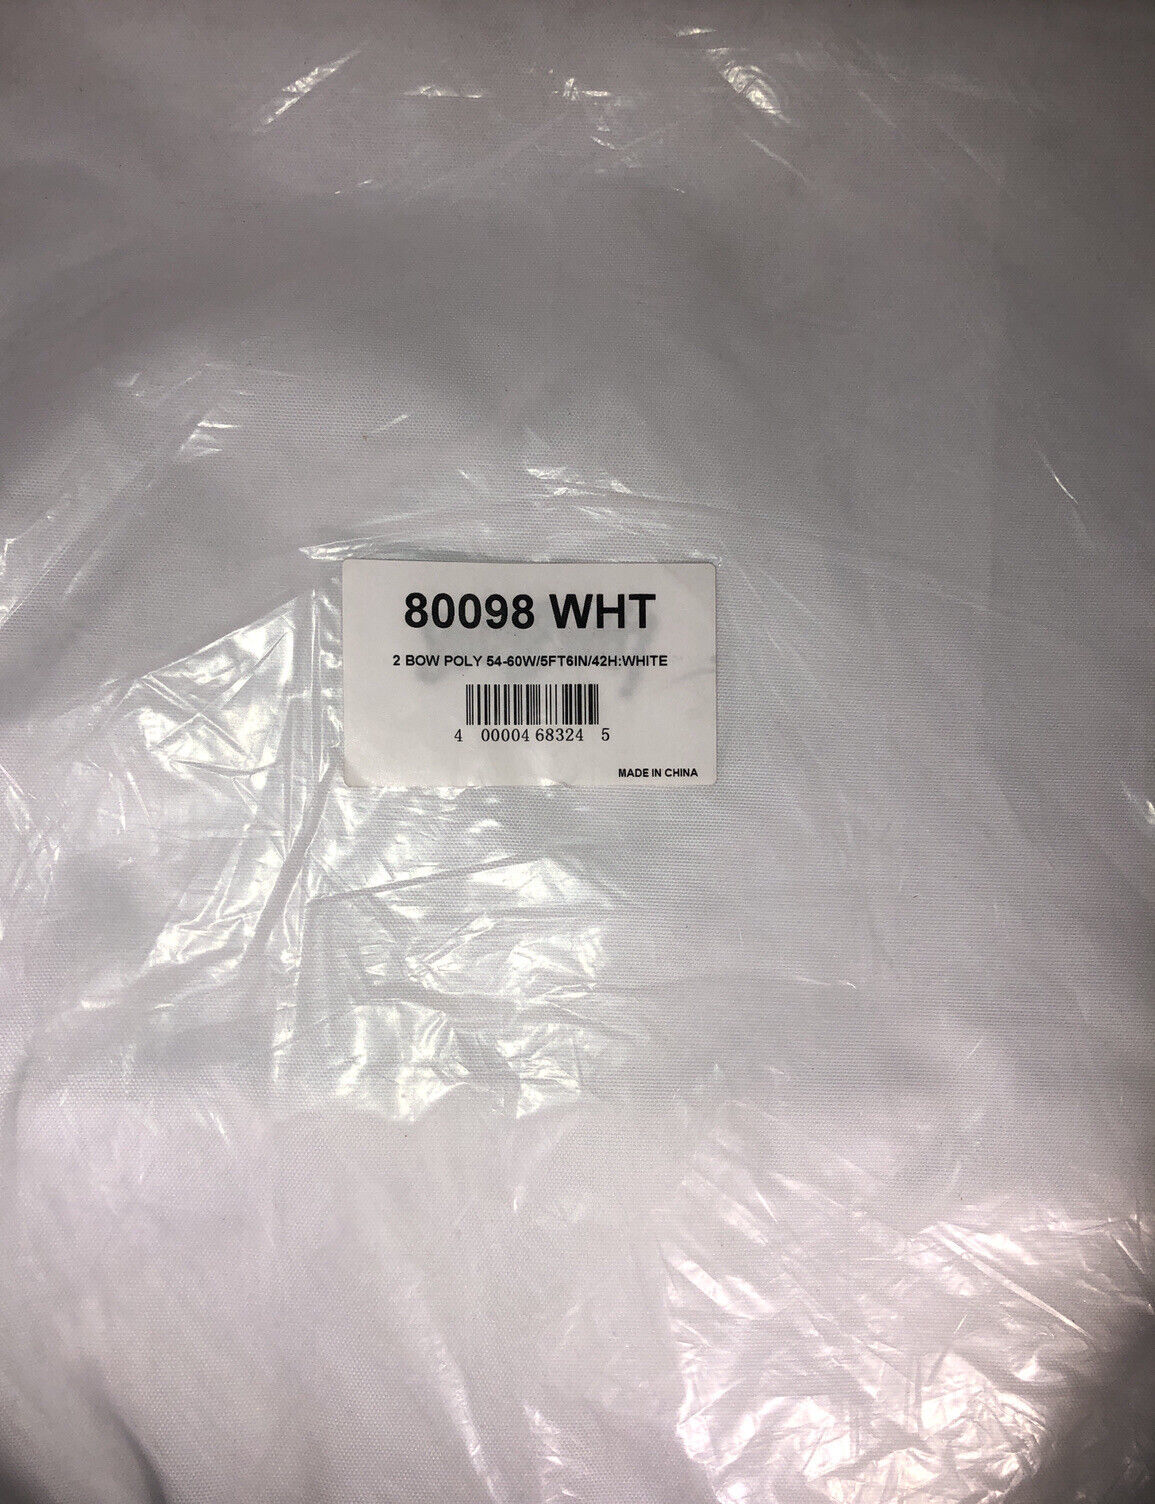 80098 WHT
2 BOW POLY 54-60W/5FT6IN/42H:WHITE
4 00004 68324 5
MADE IN CHINA